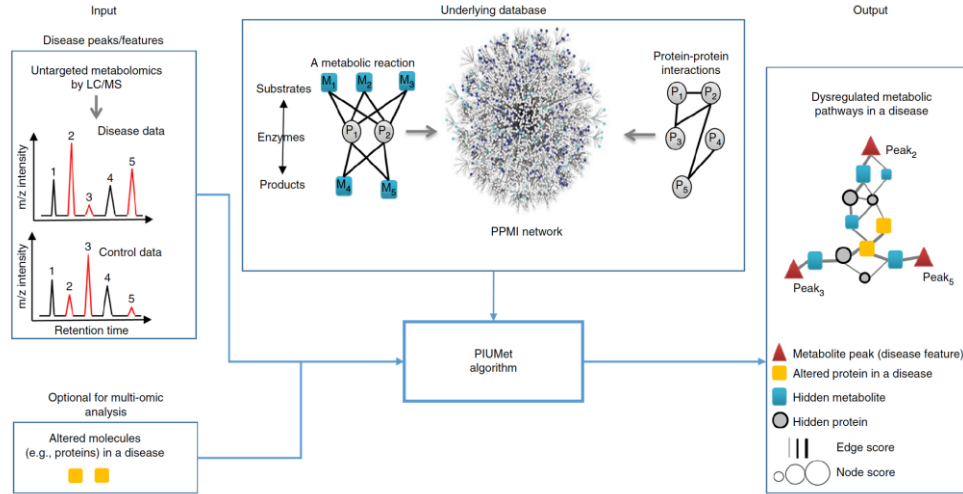 Input
Underlying database
Output
Disease peaks/features
Untargeted metabolomics
by LC/MS
Disease data
m/z intensity
1
2
3
4
5
Control data
m/z intensity
1
2
3
4
5
Retention time
Optional for multi-omic
analysis
Altered molecules
(e.g., proteins) in a disease
A metabolic reaction
Substrates
Enzymes
Products
M1
M2
M3
P1
P2
M4
M5
PPMI network
Protein-protein
interactions
P1
P2
P3
P4
P5
PIUMet
algorithm
Dysregulated metabolic
pathways in a disease
Peak2
Peak3
Peak5
Metabolite peak (disease feature)
Altered protein in a disease
Hidden metabolite
Hidden protein
Edge score
Node score